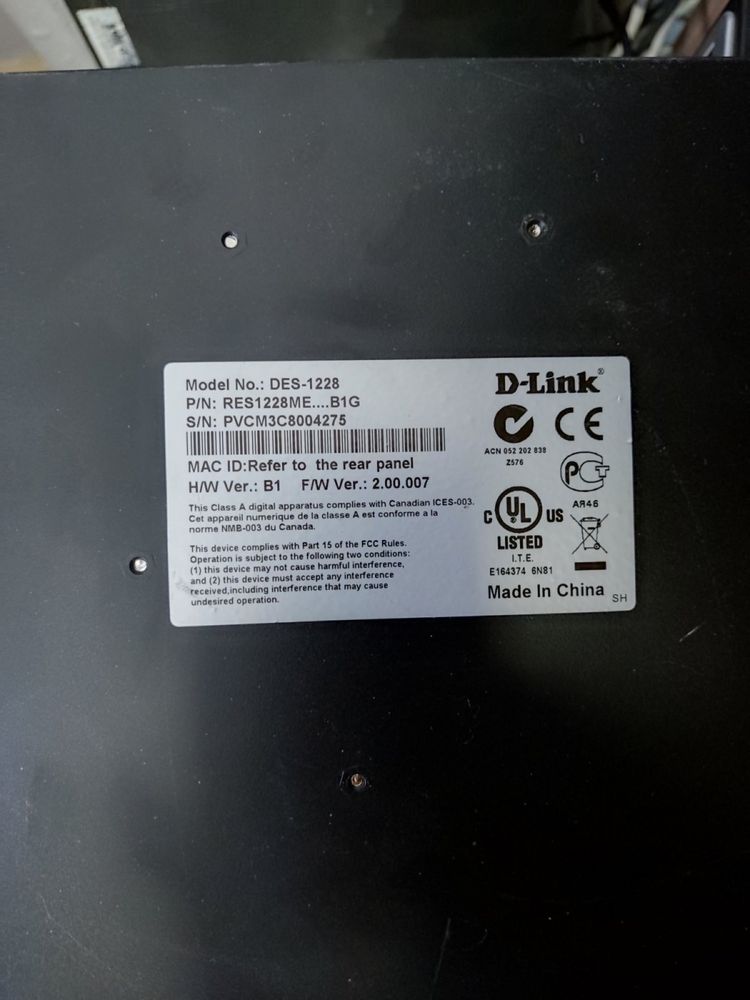 Model No.: DES-1228
P/N: RES1228ME....B1G
S/N: PVCM3C8004275
MAC ID:Refer to the rear panel
H/W Ver.: B1 F/W Ver.: 2.00.007
This Class A digital apparatus complies with Canadian ICES-003.
Cet appareil numerique de la classe A est conforme a la
norme NMB-003 du Canada.
This device complies with Part 15 of the FCC Rules.
Operation is subject to the following two conditions:
(1) this device may not cause harmful interference,
and (2) this device must accept any interference
received,including interference that may cause
undesired operation.
D-Link®
CE
ACN 052 202 838
Z576
PCT
AR46
C UL US
LISTED
I.T.E.
E164374 6N81
Made In China SH